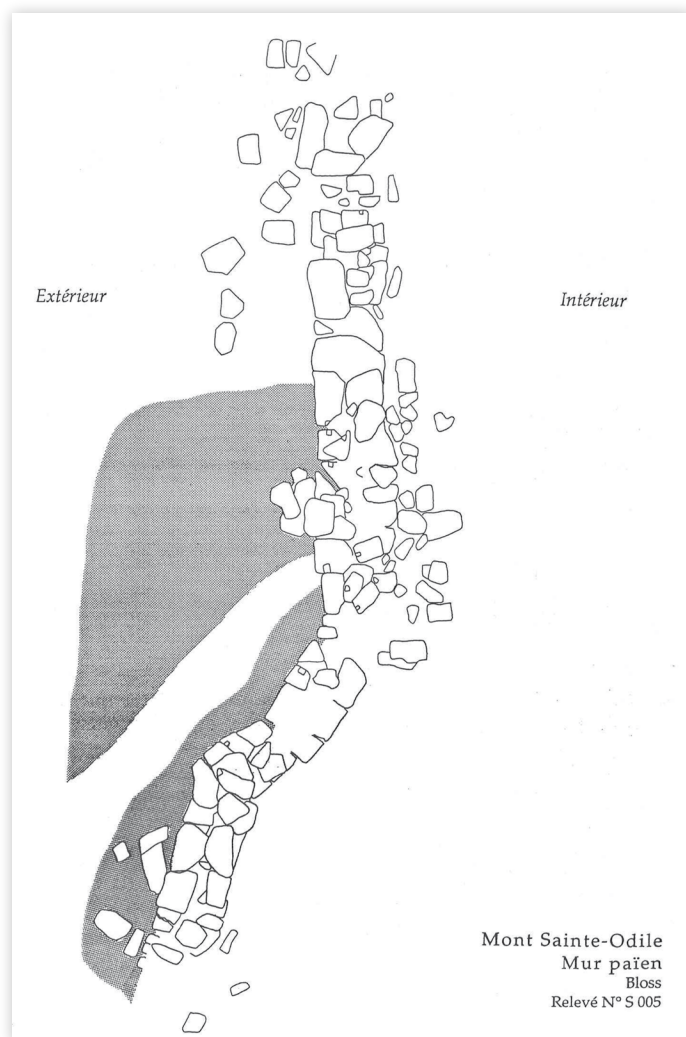 Extérieur
Intérieur
Mont Sainte-Odile
Mur païen
Bloss
Relevé N° S 005